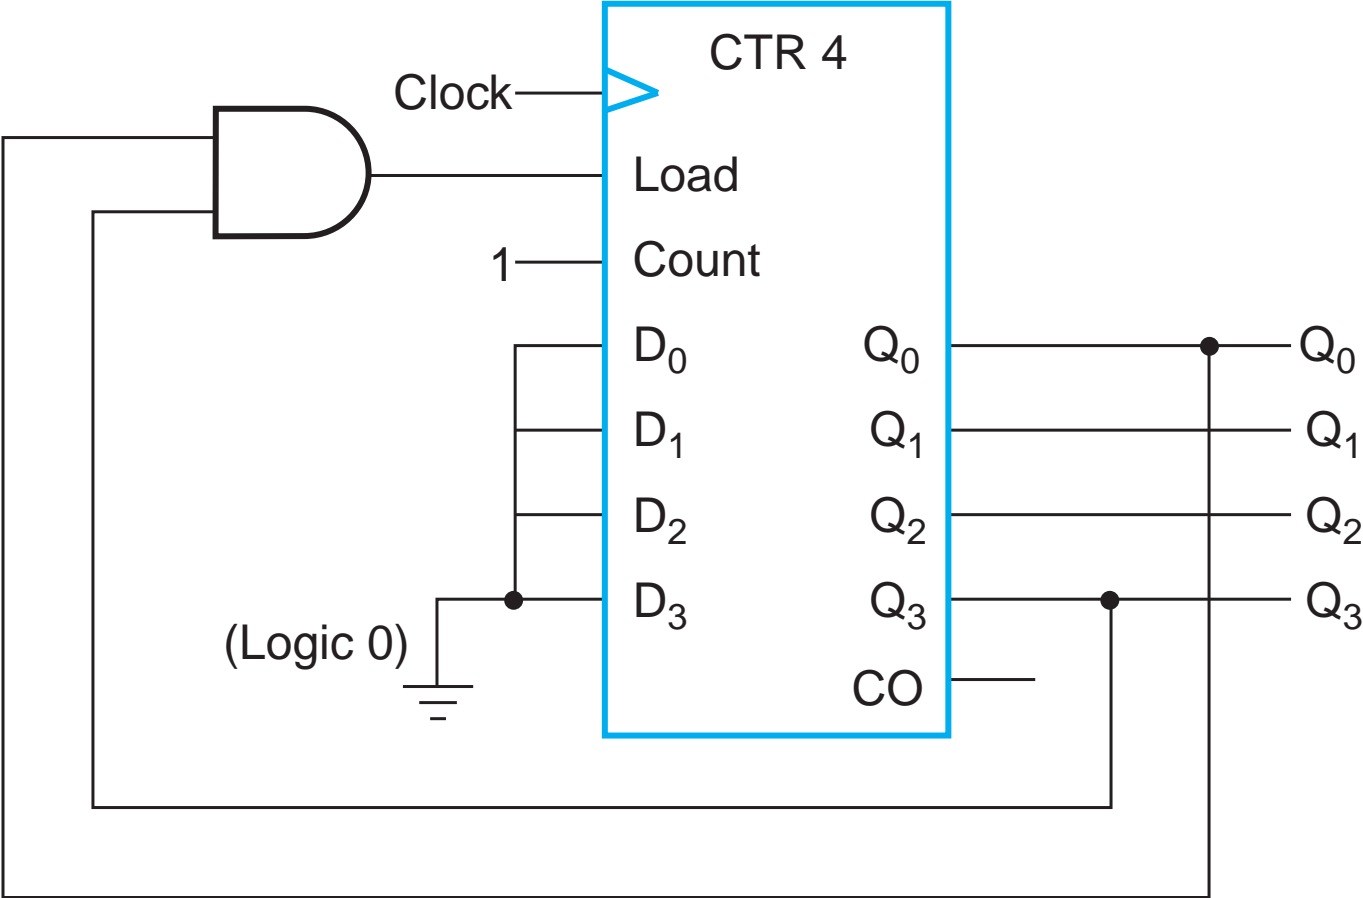 CTR 4
Clock
Load
1 Count
D0 Q0 Q0
D1 Q1 Q1
D2 Q2 Q2
D3 Q3 Q3
(Logic 0)
CO